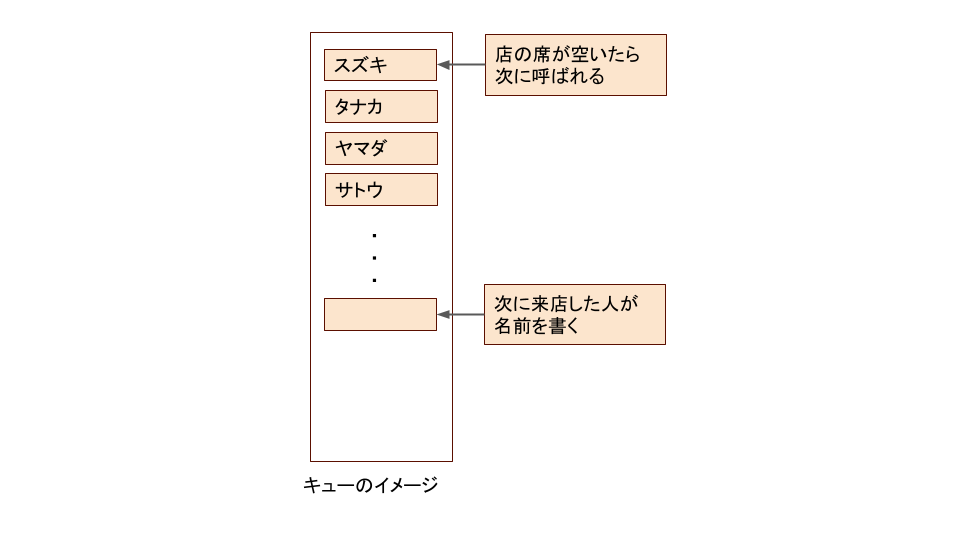 スズキ
店の席が空いたら
次に呼ばれる
タナカ
ヤマダ
サトウ
・
・
・
次に来店した人が
名前を書く
キューのイメージ